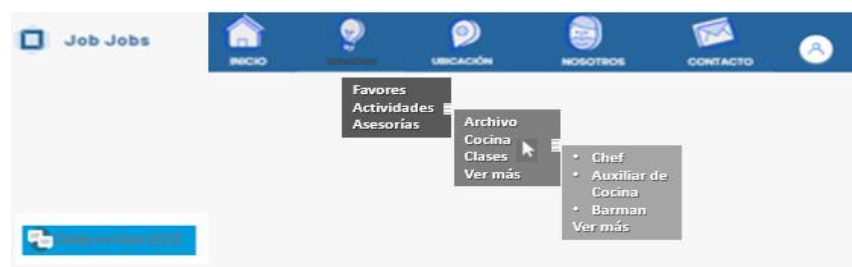 Job Jobs
INICIO
SERVICIOS
UBICACIÓN
NOSOTROS
CONTACTO
Favores
Actividades
Asesorías
Archivo
Cocina
Clases
Ver más
• Chef
• Auxiliar de
Cocina
• Barman
Ver más